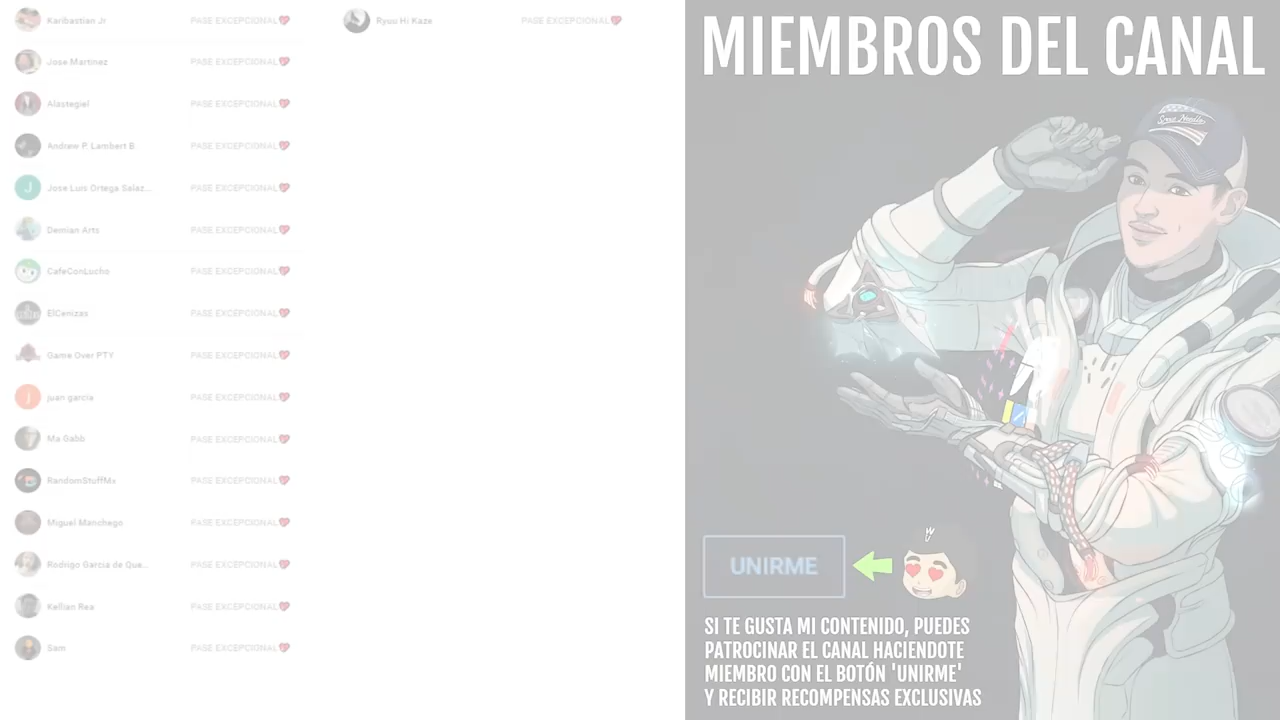 Karibastian Jr PASE EXCEPCIONAL
Jose Martinez PASE EXCEPCIONAL
Alastegiel PASE EXCEPCIONAL
Andrew P. Lambert B. PASE EXCEPCIONAL
J Jose Luis Ortega Salaz... PASE EXCEPCIONAL
Demian Arts PASE EXCEPCIONAL
CafeConLucho PASE EXCEPCIONAL
ElCenizas PASE EXCEPCIONAL
Game Over PTY PASE EXCEPCIONAL
j juan garcia PASE EXCEPCIONAL
Ma Gabb PASE EXCEPCIONAL
RandomStuffMx PASE EXCEPCIONAL
Miguel Manchego PASE EXCEPCIONAL
Rodrigo Garcia de Que... PASE EXCEPCIONAL
Kellian Rea PASE EXCEPCIONAL
Sam PASE EXCEPCIONAL
Ryuu Hi Kaze PASE EXCEPCIONAL
MIEMBROS DEL CANAL
UNIRME
SI TE GUSTA MI CONTENIDO, PUEDES
PATROCINAR EL CANAL HACIENDOTE
MIEMBRO CON EL BOTÓN 'UNIRME'
Y RECIBIR RECOMPENSAS EXCLUSIVAS